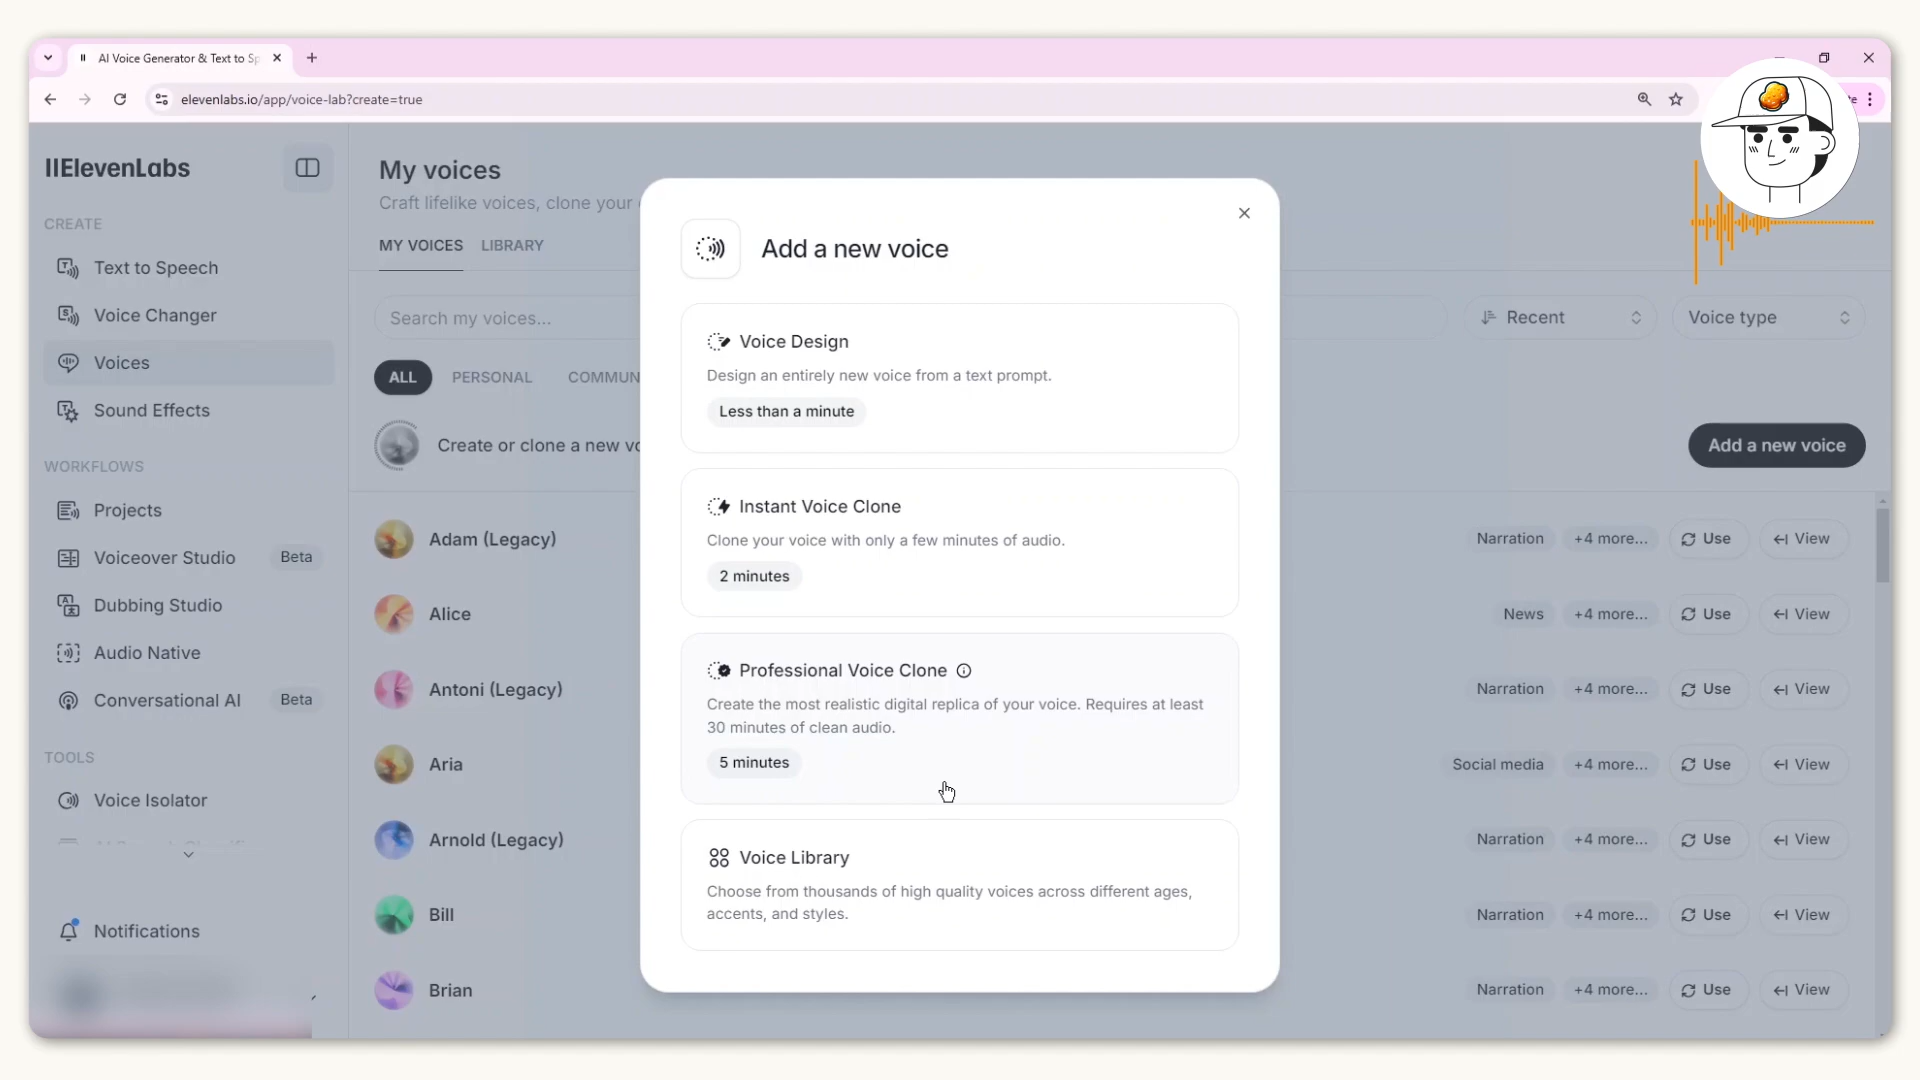 AI Voice Generator & Text to Sp
elevenlabs.io/app/voice-lab?create=true
IIElevenLabs
CREATE
Text to Speech
Voice Changer
Voices
Sound Effects
WORKFLOWS
Projects
Voiceover Studio Beta
Dubbing Studio
Audio Native
Conversational AI Beta
TOOLS
Voice Isolator
Notifications
My voices
Craft lifelike voices, clone your
MY VOICES LIBRARY
Search my voices...
Recent
Voice type
ALL PERSONAL COMMUN
Create or clone a new vo
Add a new voice
Adam (Legacy) Narration +4 more... Use View
Alice News +4 more... Use View
Antoni (Legacy) Narration +4 more... Use View
Aria Social media +4 more... Use View
Arnold (Legacy) Narration +4 more... Use View
Bill Narration +4 more... Use View
Brian Narration +4 more... Use View
Add a new voice
Voice Design
Design an entirely new voice from a text prompt.
Less than a minute
Instant Voice Clone
Clone your voice with only a few minutes of audio.
2 minutes
Professional Voice Clone
Create the most realistic digital replica of your voice. Requires at least
30 minutes of clean audio.
5 minutes
Voice Library
Choose from thousands of high quality voices across different ages,
accents, and styles.